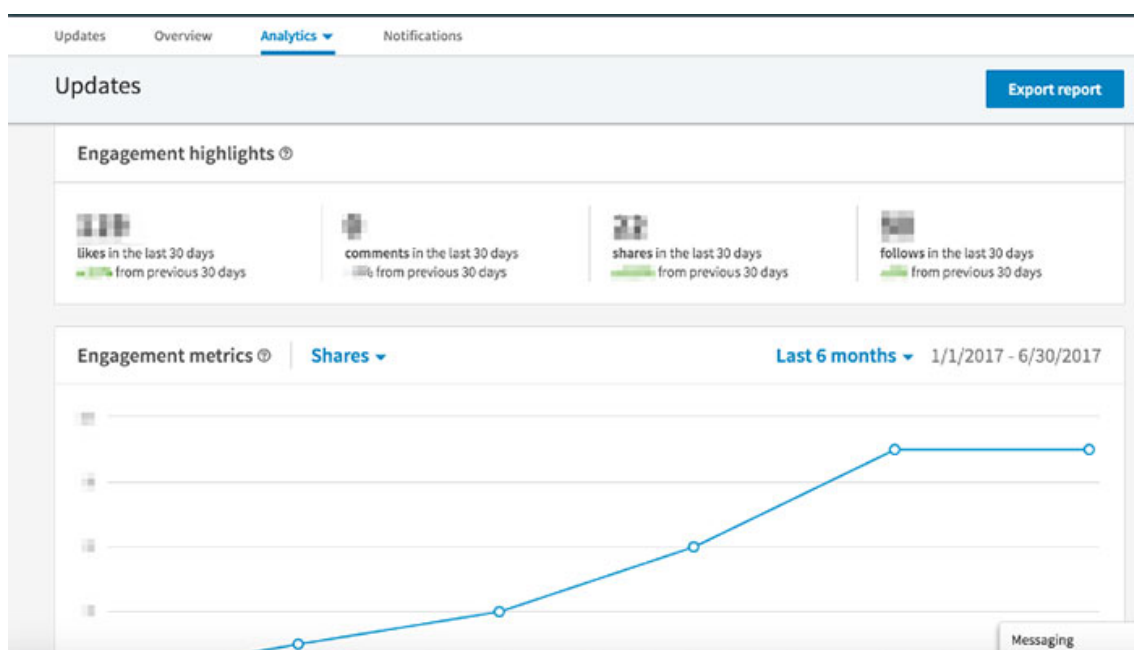 Updates Overview Analytics Notifications
Updates
Export report
Engagement highlights
likes in the last 30 days
from previous 30 days
comments in the last 30 days
% from previous 30 days
shares in the last 30 days
from previous 30 days
follows in the last 30 days
from previous 30 days
Engagement metrics Shares Last 6 months 1/1/2017 - 6/30/2017
Messaging